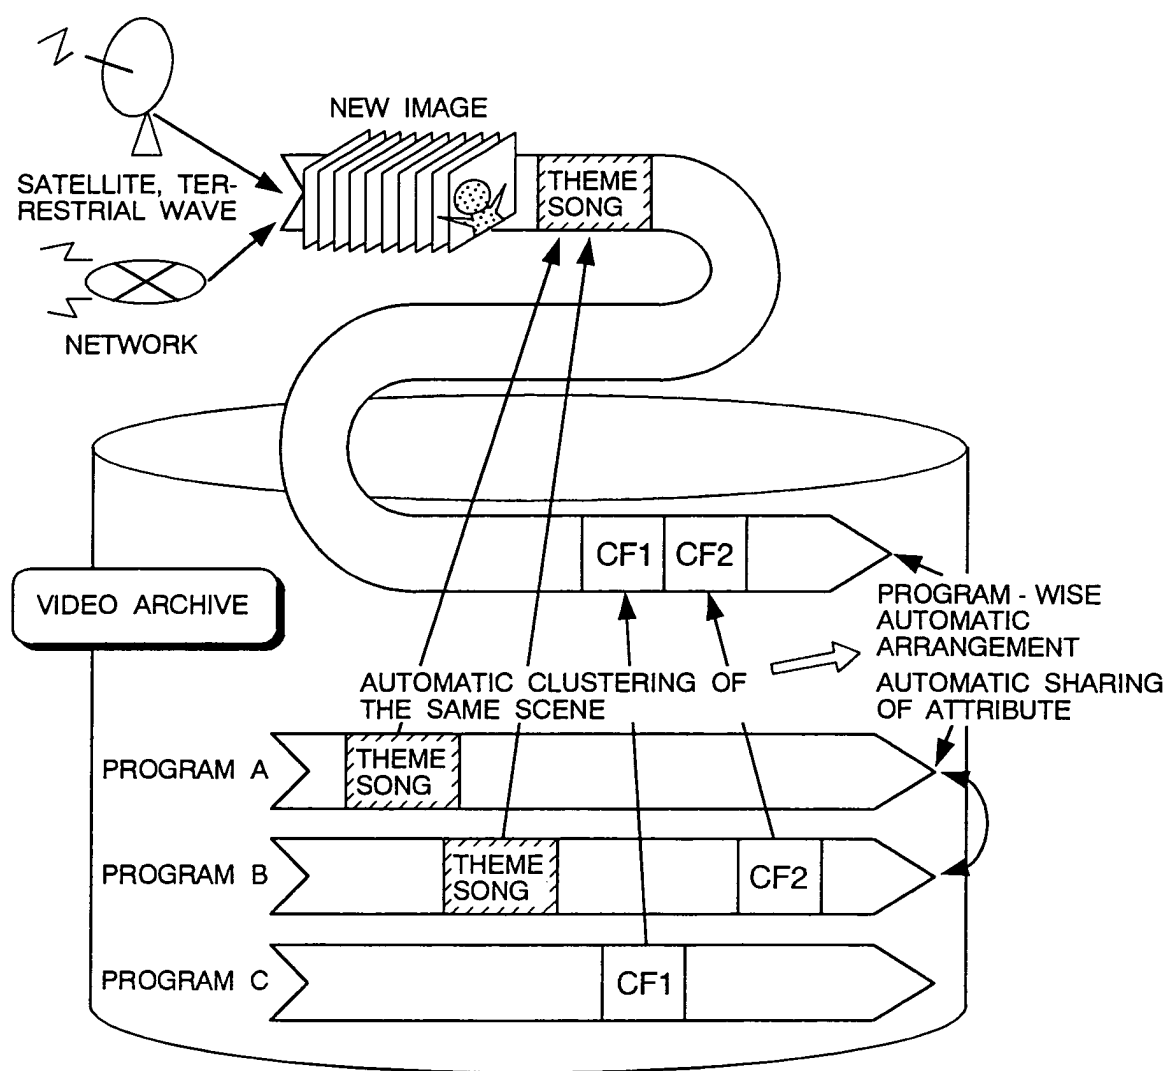 NEW IMAGE
SATELLITE, TER-
RESTRIAL WAVE
THEME
SONG
NETWORK
CF1
CF2
VIDEO ARCHIVE
PROGRAM - WISE
AUTOMATIC
ARRANGEMENT
AUTOMATIC SHARING
OF ATTRIBUTE
AUTOMATIC CLUSTERING OF
THE SAME SCENE
PROGRAM A
THEME
SONG
PROGRAM B
THEME
SONG
CF2
PROGRAM C
CF1